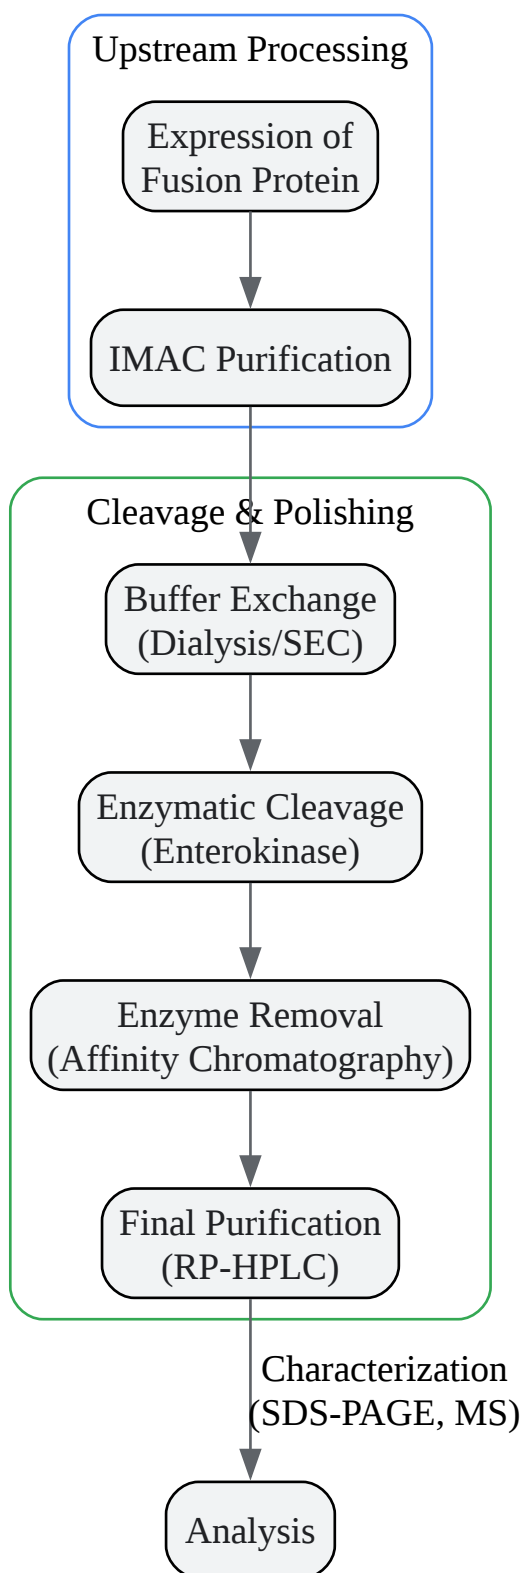 Upstream Processing
Expression of
Fusion Protein
IMAC Purification
Cleavage & Polishing
Buffer Exchange
(Dialysis/SEC)
Enzymatic Cleavage
(Enterokinase)
Enzyme Removal
(Affinity Chromatography)
Final Purification
(RP-HPLC)
Characterization
(SDS-PAGE, MS)
Analysis